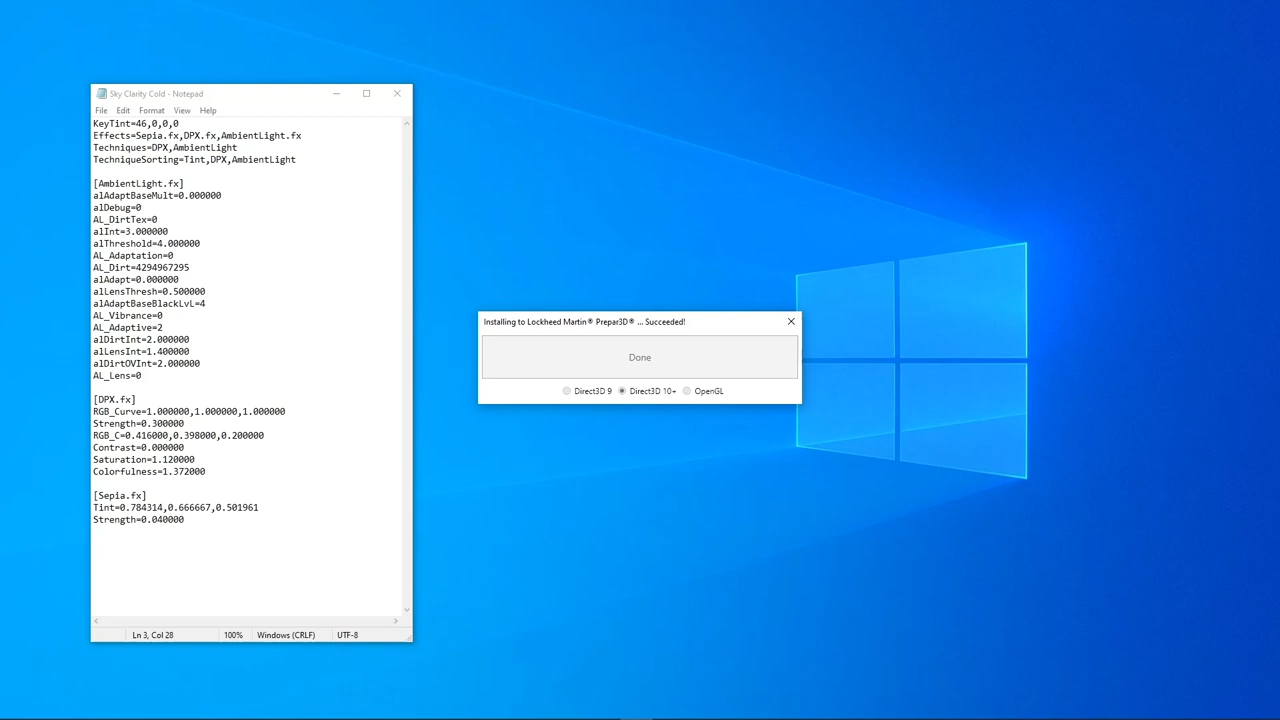 Sky Clarity Cold - Notepad
File Edit Format View Help
KeyTint=46,0,0,0
Effects=Sepia.fx,DPX.fx,AmbientLight.fx
Techniques=DPX,AmbientLight
TechniqueSorting=Tint,DPX,AmbientLight
[AmbientLight.fx]
alAdaptBaseMult=0.000000
alDebug=0
AL_DirtTex=0
alInt=3.000000
alThreshold=4.000000
AL_Adaptation=0
AL_Dirt=4294967295
alAdapt=0.000000
alLensThresh=0.500000
alAdaptBaseBlackLvL=4
AL_Vibrance=0
AL_Adaptive=2
alDirtInt=2.000000
alLensInt=1.400000
alDirtOVInt=2.000000
AL_Lens=0
[DPX.fx]
RGB_Curve=1.000000,1.000000,1.000000
Strength=0.300000
RGB_C=0.416000,0.398000,0.200000
Contrast=0.000000
Saturation=1.120000
Colorfulness=1.372000
[Sepia.fx]
Tint=0.784314,0.666667,0.501961
Strength=0.040000
Ln 3, Col 28 100% Windows (CRLF) UTF-8
Installing to Lockheed Martin® Prepar3D® ... Succeeded!
Done
Direct3D 9 Direct3D 10+ OpenGL